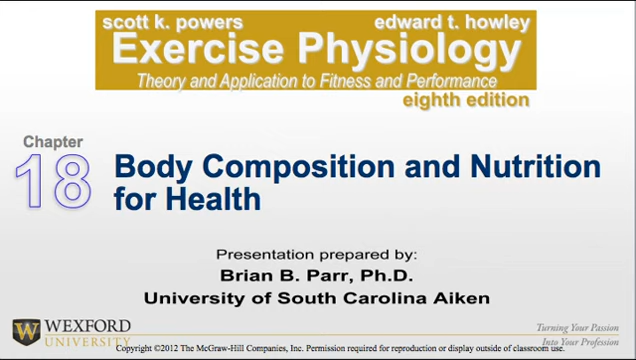 scott k. powers edward t. howley
Exercise Physiology
Theory and Application to Fitness and Performance
eighth edition
Chapter
18
Body Composition and Nutrition
for Health
Presentation prepared by:
Brian B. Parr, Ph.D.
University of South Carolina Aiken
WEXFORD
UNIVERSITY
Turning Your Passion
Into Your Profession
Copyright ©2012 The McGraw-Hill Companies, Inc. Permission required for reproduction or display outside of classroom use.